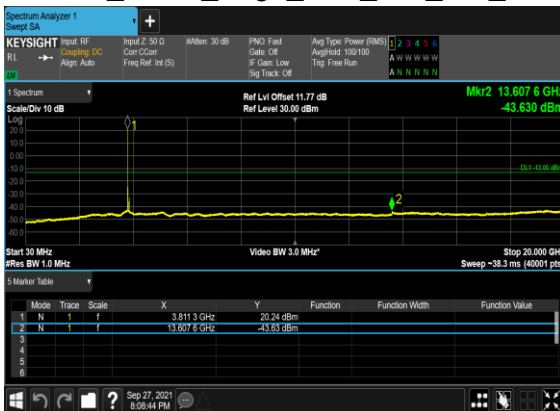 Spectrum Analyzer 1
Swept SA
KEYSIGHT
RL
Input: RF
Coupling: DC
Align: Auto
Input Z: 50 Ω
Corr CCorr
Freq Ref: Int (S)
#Atten: 30 dB
PNO: Fast
Gate: Off
IF Gain: Low
Sig Track: Off
Avg Type: Power (RMS)
Avg|Hold: 100/100
Trig: Free Run
1 2 3 4 5 6
A W W W W W
A N N N N N
1 Spectrum
Scale/Div 10 dB
Ref Lvl Offset 11.77 dB
Ref Level 30.00 dBm
Mkr2 13.607 6 GHz
-43.630 dBm
Log
20.0
10.0
0.00
-10.0
-20.0
-30.0
-40.0
-50.0
-60.0
1
2
DL1 -13.00 dBm
Start 30 MHz
#Res BW 1.0 MHz
Video BW 3.0 MHz*
Stop 20.000 GHz
Sweep ~38.3 ms (40001 pts)
5 Marker Table
Mode Trace Scale X Y Function Function Width Function Value
1 N 1 f 3.811 3 GHz 20.24 dBm
2 N 1 f 13.607 6 GHz -43.63 dBm
3
4
5
6
Sep 27, 2021
8:08:44 PM